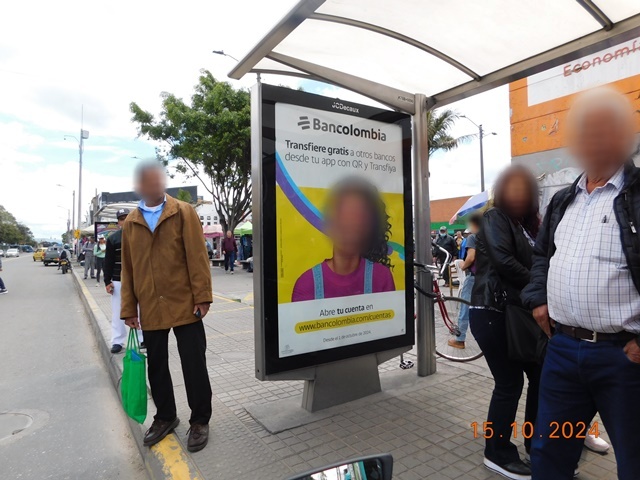 JCDecaux
Bancolombia
Transfiere gratis a otros bancos
desde tu app con QR y Transfiya
Abre tu cuenta en
www.bancolombia.com/cuentas
Economía
15.10.2024